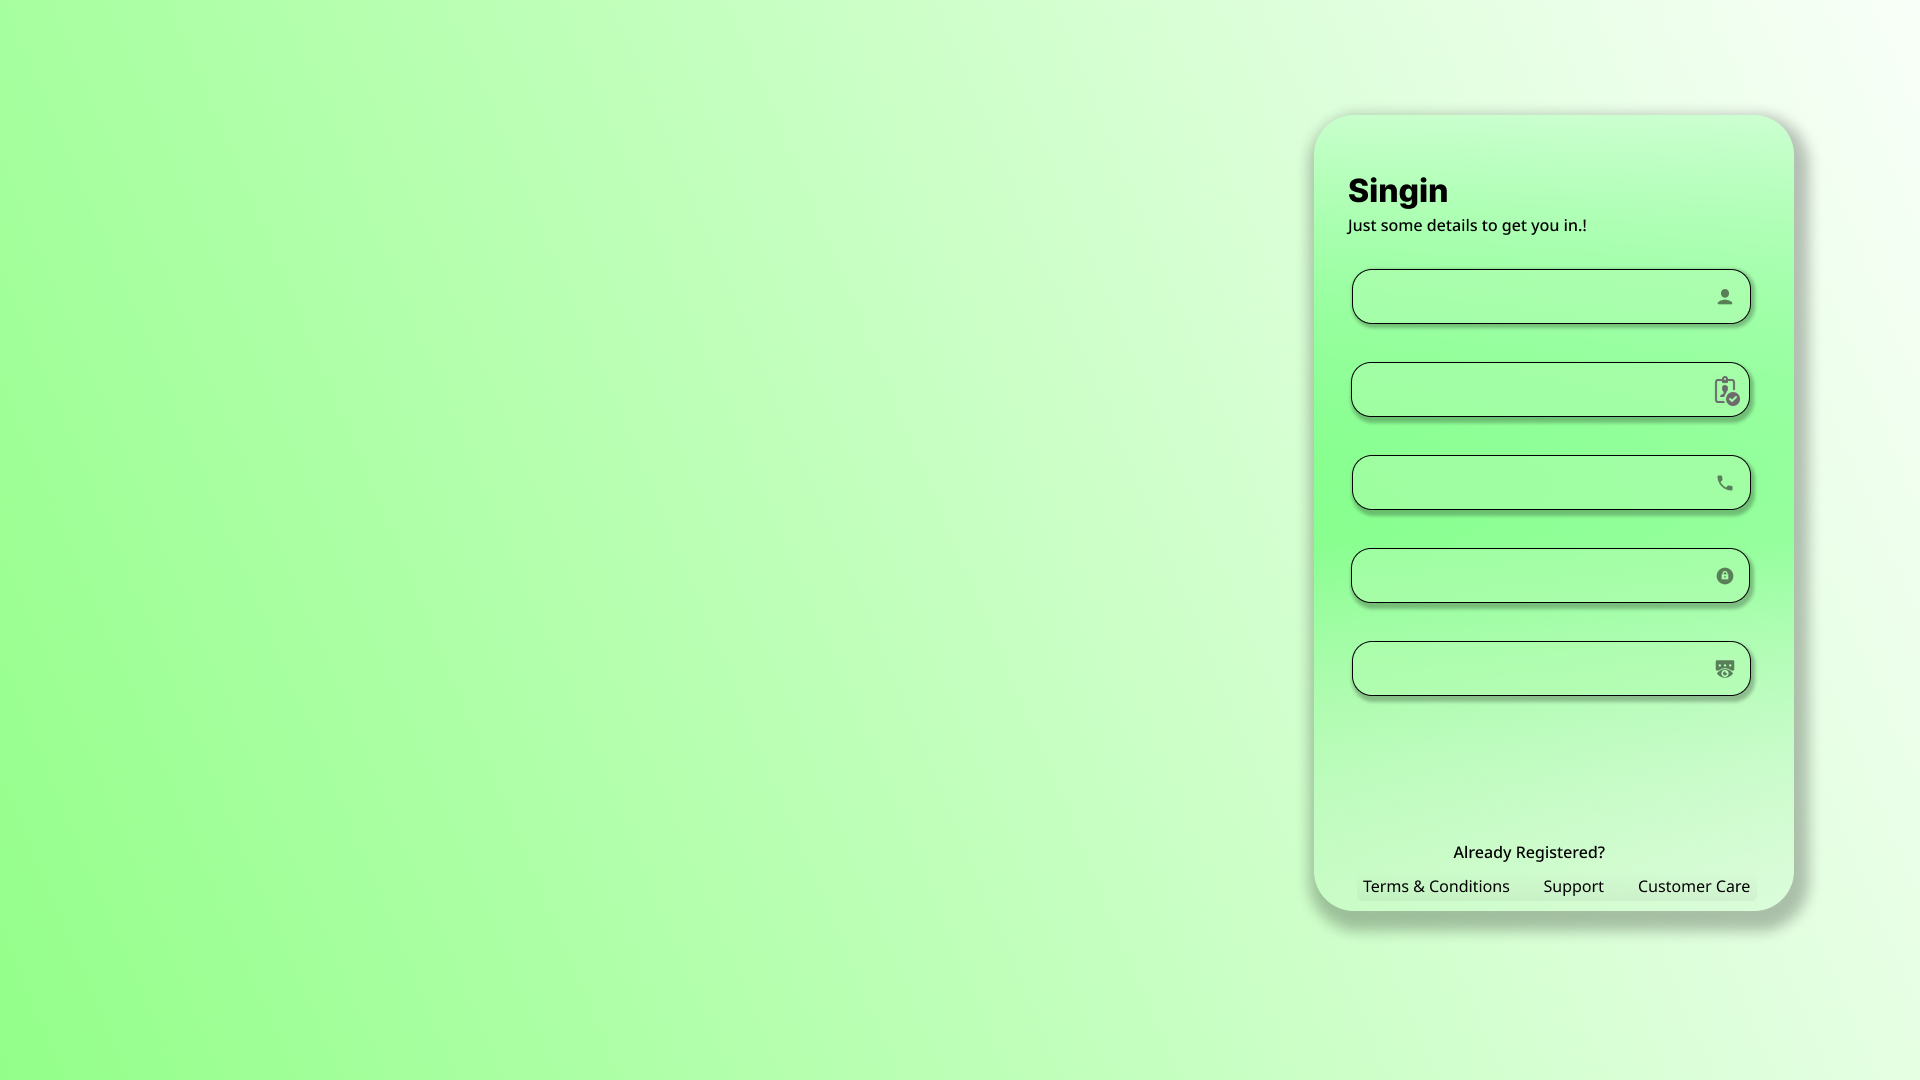 Singin
Just some details to get you in.!
Already Registered?
Terms & Conditions Support Customer Care